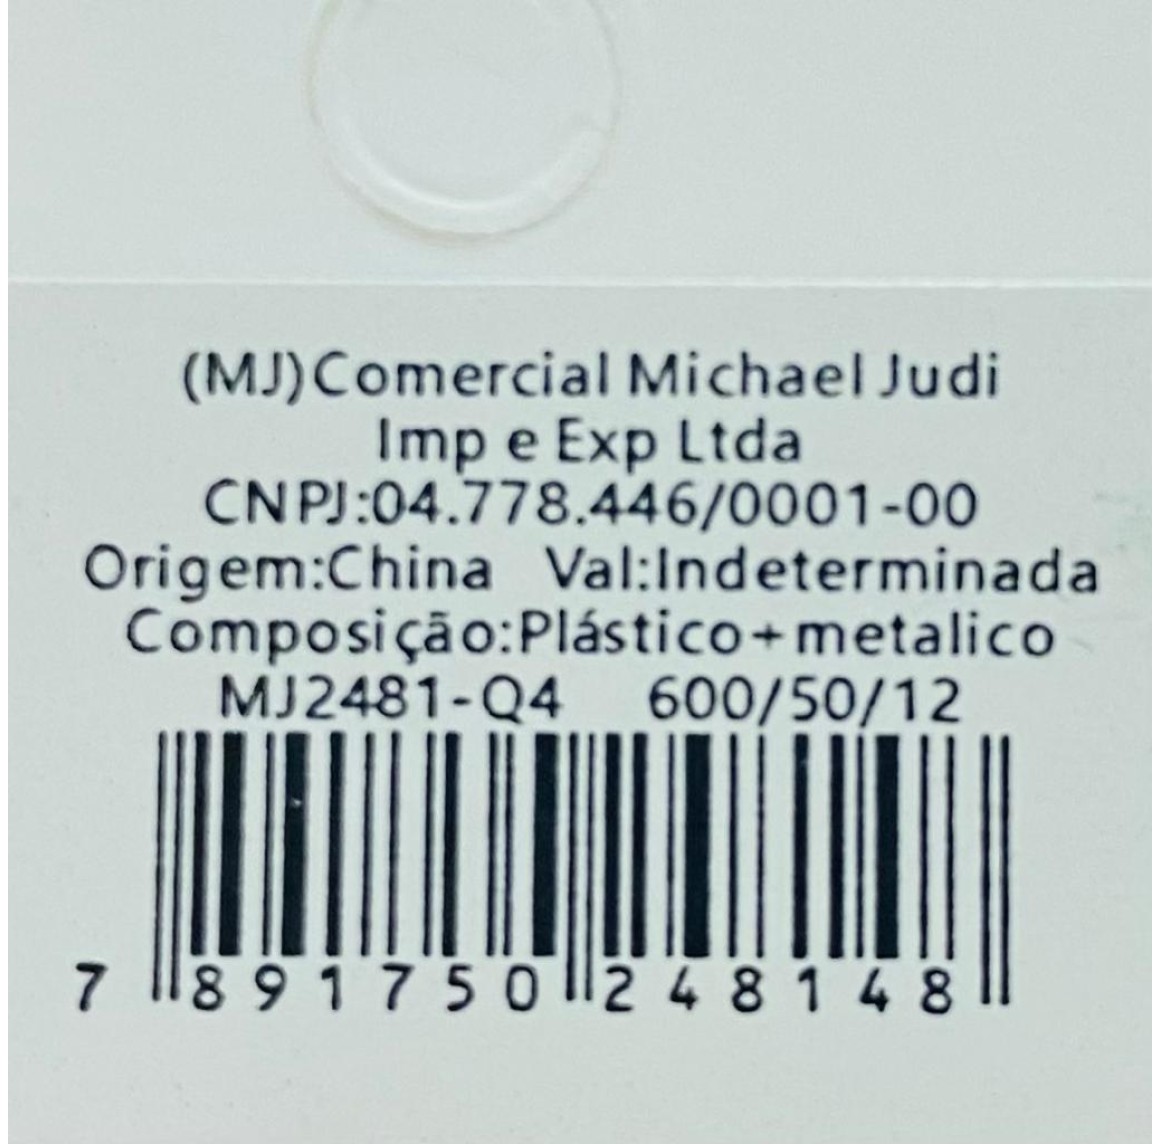 (MJ)Comercial Michael Judi
Imp e Exp Ltda
CNPJ:04.778.446/0001-00
Origem:China Val:Indeterminada
Composição:Plástico+metalico
MJ2481-Q4 600/50/12
7 891750 248148